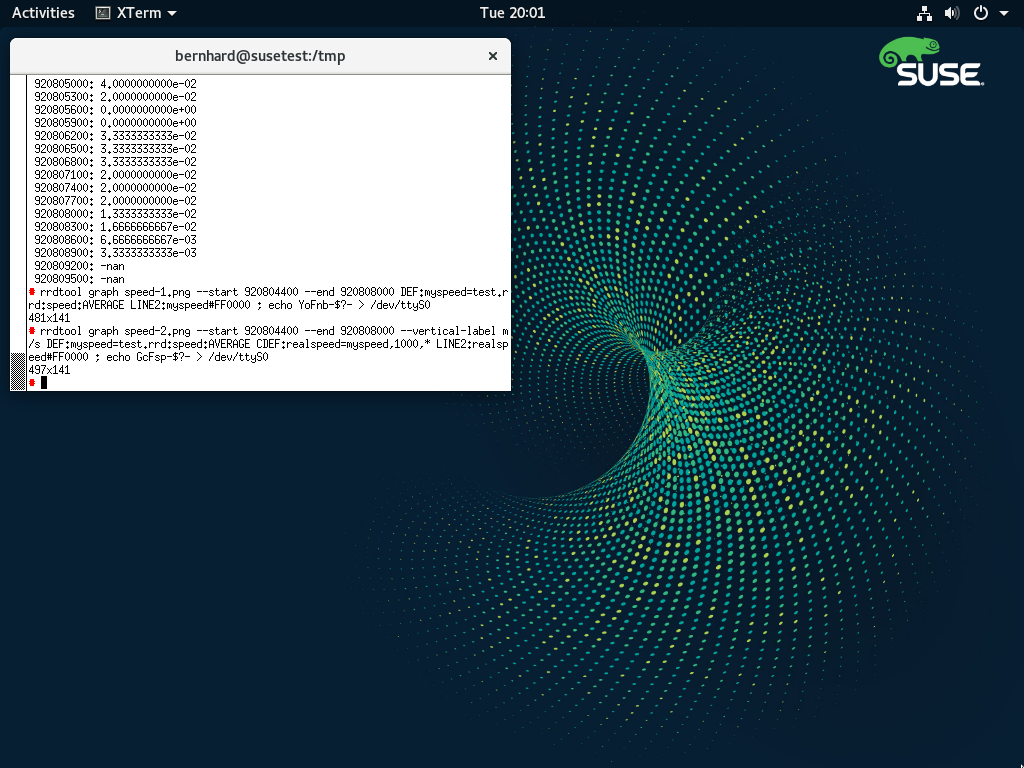 Activities XTerm Tue 20:01
bernhard@susetest:/tmp
SUSE.
920805000: 4.0000000000e-02
920805300: 2.0000000000e-02
920805600: 0.0000000000e+00
920805900: 0.0000000000e+00
920806200: 3.3333333333e-02
920806500: 3.3333333333e-02
920806800: 3.3333333333e-02
920807100: 2.0000000000e-02
920807400: 2.0000000000e-02
920807700: 2.0000000000e-02
920808000: 1.3333333333e-02
920808300: 1.6666666667e-02
920808600: 6.6666666667e-03
920808900: 3.3333333333e-03
920809200: -nan
920809500: -nan
# rrdtool graph speed-1.png --start 920804400 --end 920808000 DEF:myspeed=test.r
rd:speed:AVERAGE LINE2:myspeed#FF0000 ; echo YoFnb-$?- > /dev/ttyS0
481x141
# rrdtool graph speed-2.png --start 920804400 --end 920808000 --vertical-label m
/s DEF:myspeed=test.rrd:speed:AVERAGE CDEF:realspeed=myspeed,1000,* LINE2:realsp
eed#FF0000 ; echo GcFsp-$?- > /dev/ttyS0
497x141
#